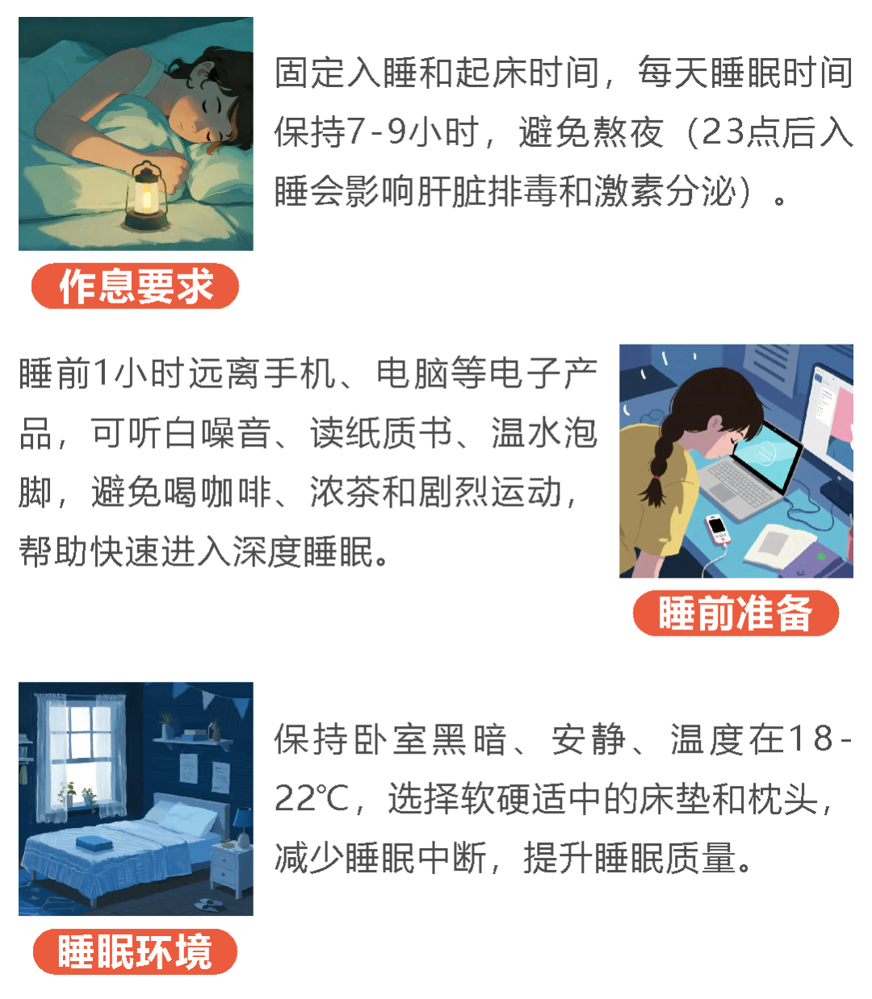 固定入睡和起床时间，每天睡眠时间
保持7-9小时，避免熬夜（23点后入
睡会影响肝脏排毒和激素分泌）。
作息要求
睡前1小时远离手机、电脑等电子产
品，可听白噪音、读纸质书、温水泡
脚，避免喝咖啡、浓茶和剧烈运动，
帮助快速进入深度睡眠。
睡前准备
保持卧室黑暗、安静、温度在18-
22℃，选择软硬适中的床垫和枕头，
减少睡眠中断，提升睡眠质量。
睡眠环境